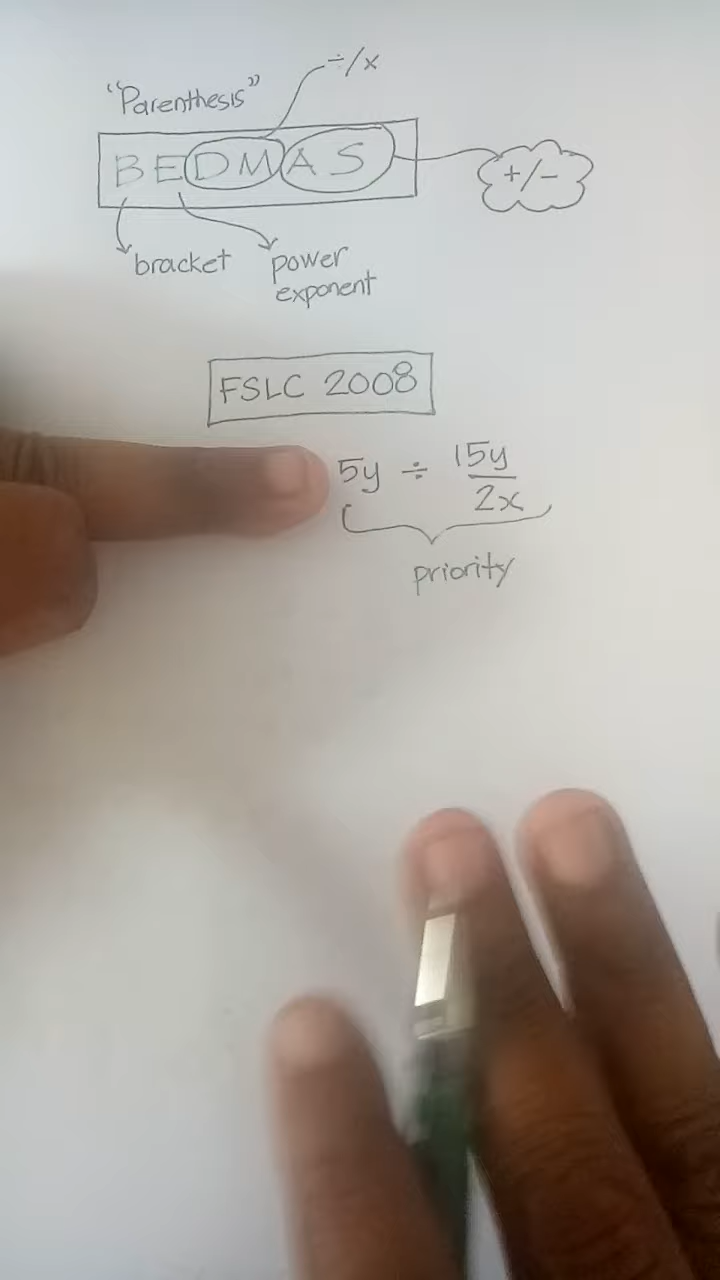 ÷/x
"Parenthesis"
BEDMAS
+/-
bracket
power
exponent
FSLC 2008
5y ÷ 15y/2x
priority